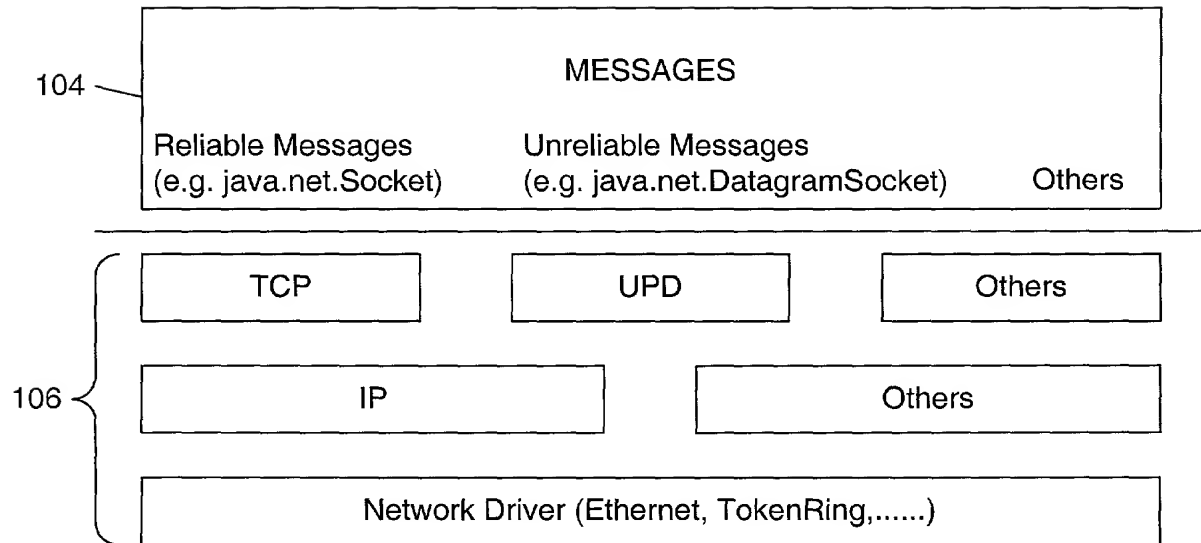 MESSAGES
104
Reliable Messages
(e.g. java.net.Socket)
Unreliable Messages
(e.g. java.net.DatagramSocket)
Others
TCP
UPD
Others
106
IP
Others
Network Driver (Ethernet, TokenRing,......)